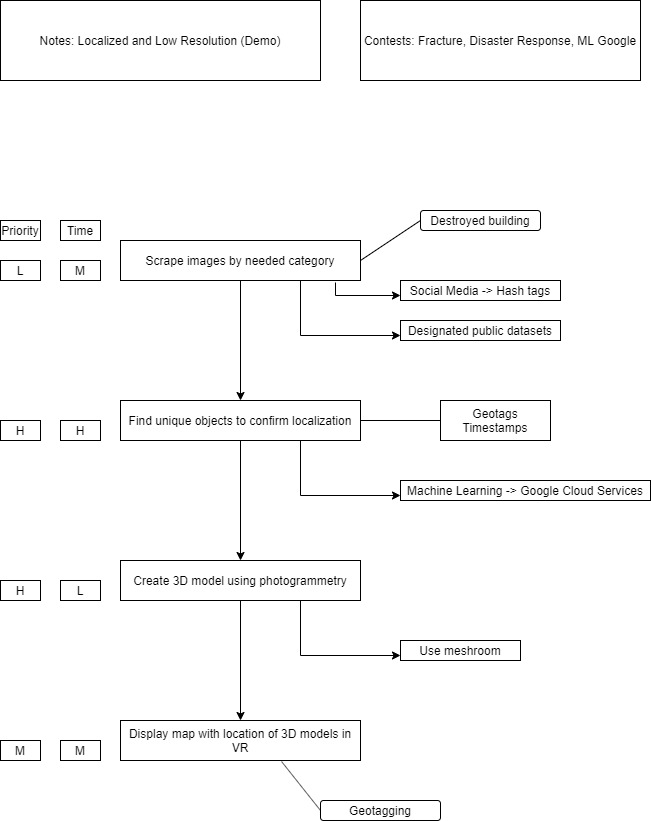 Notes: Localized and Low Resolution (Demo)
Contests: Fracture, Disaster Response, ML Google
Destroyed building
Priority
Time
Scrape images by needed category
L
M
Social Media -> Hash tags
Designated public datasets
Find unique objects to confirm localization
Geotags
Timestamps
H
H
Machine Learning -> Google Cloud Services
Create 3D model using photogrammetry
H
L
Use meshroom
Display map with location of 3D models in
VR
M
M
Geotagging